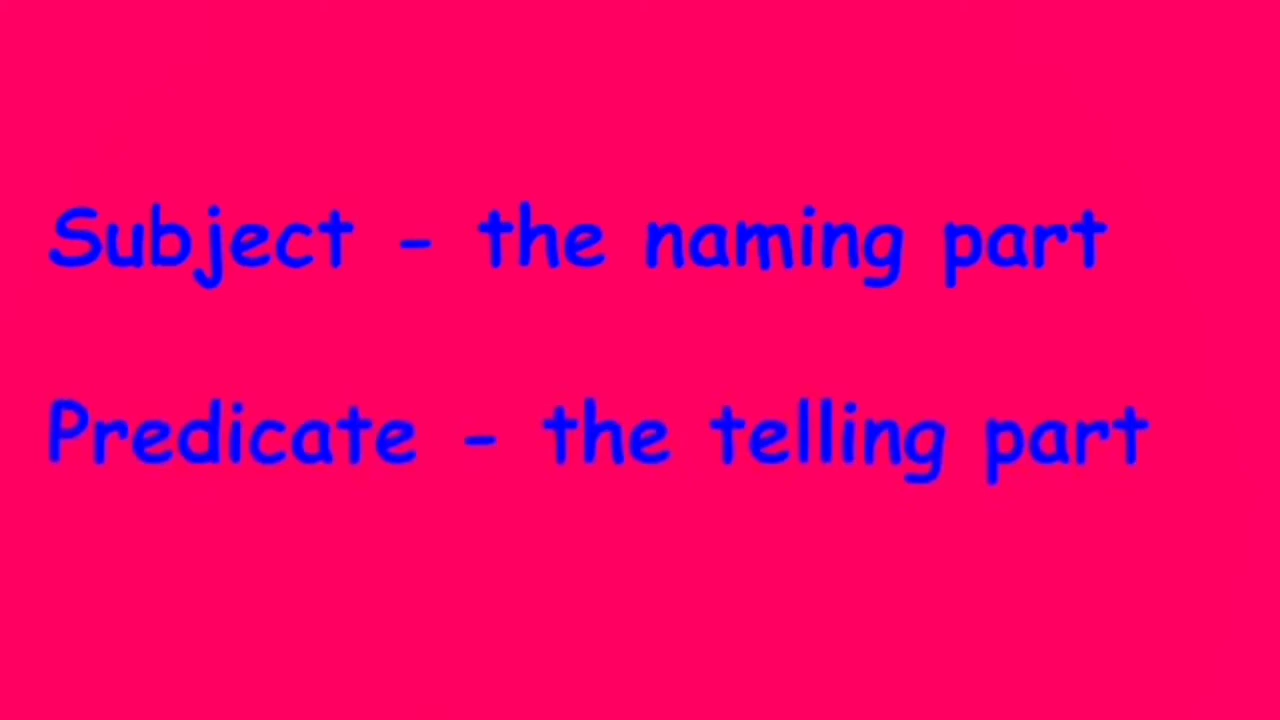 Subject - the naming part
Predicate - the telling part